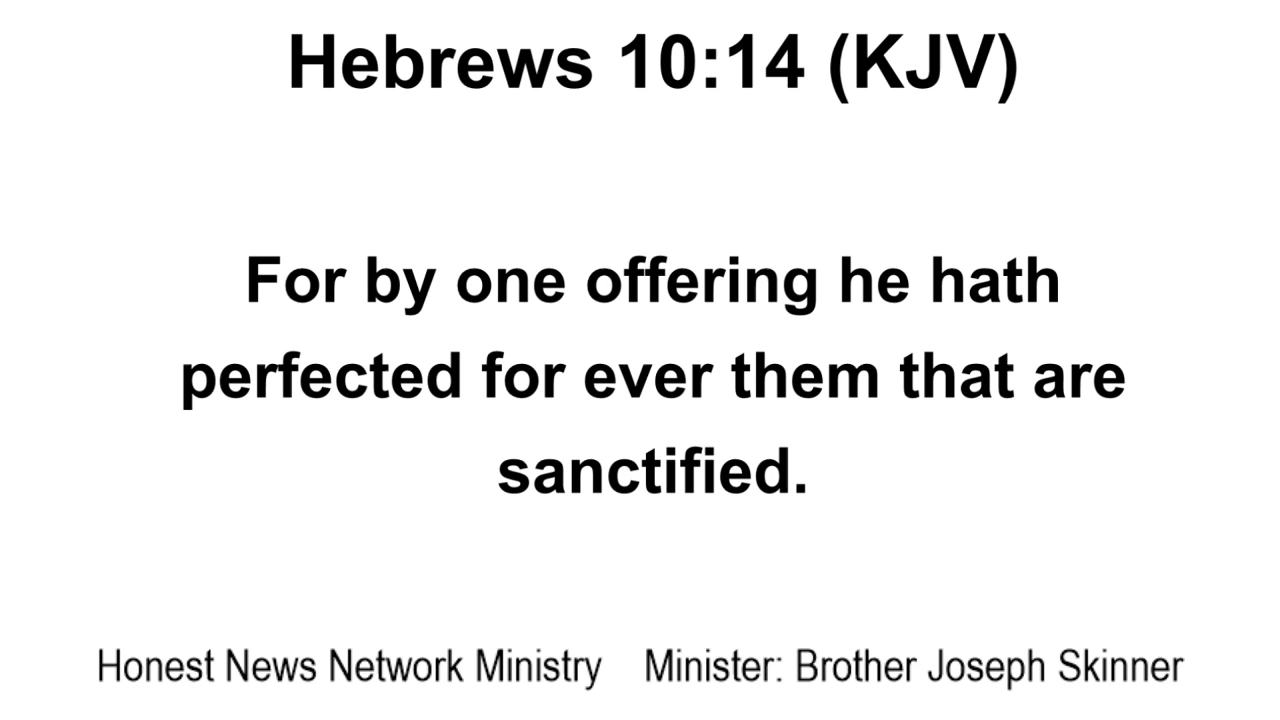 Hebrews 10:14 (KJV)
For by one offering he hath
perfected for ever them that are
sanctified.
Honest News Network Ministry    Minister: Brother Joseph Skinner